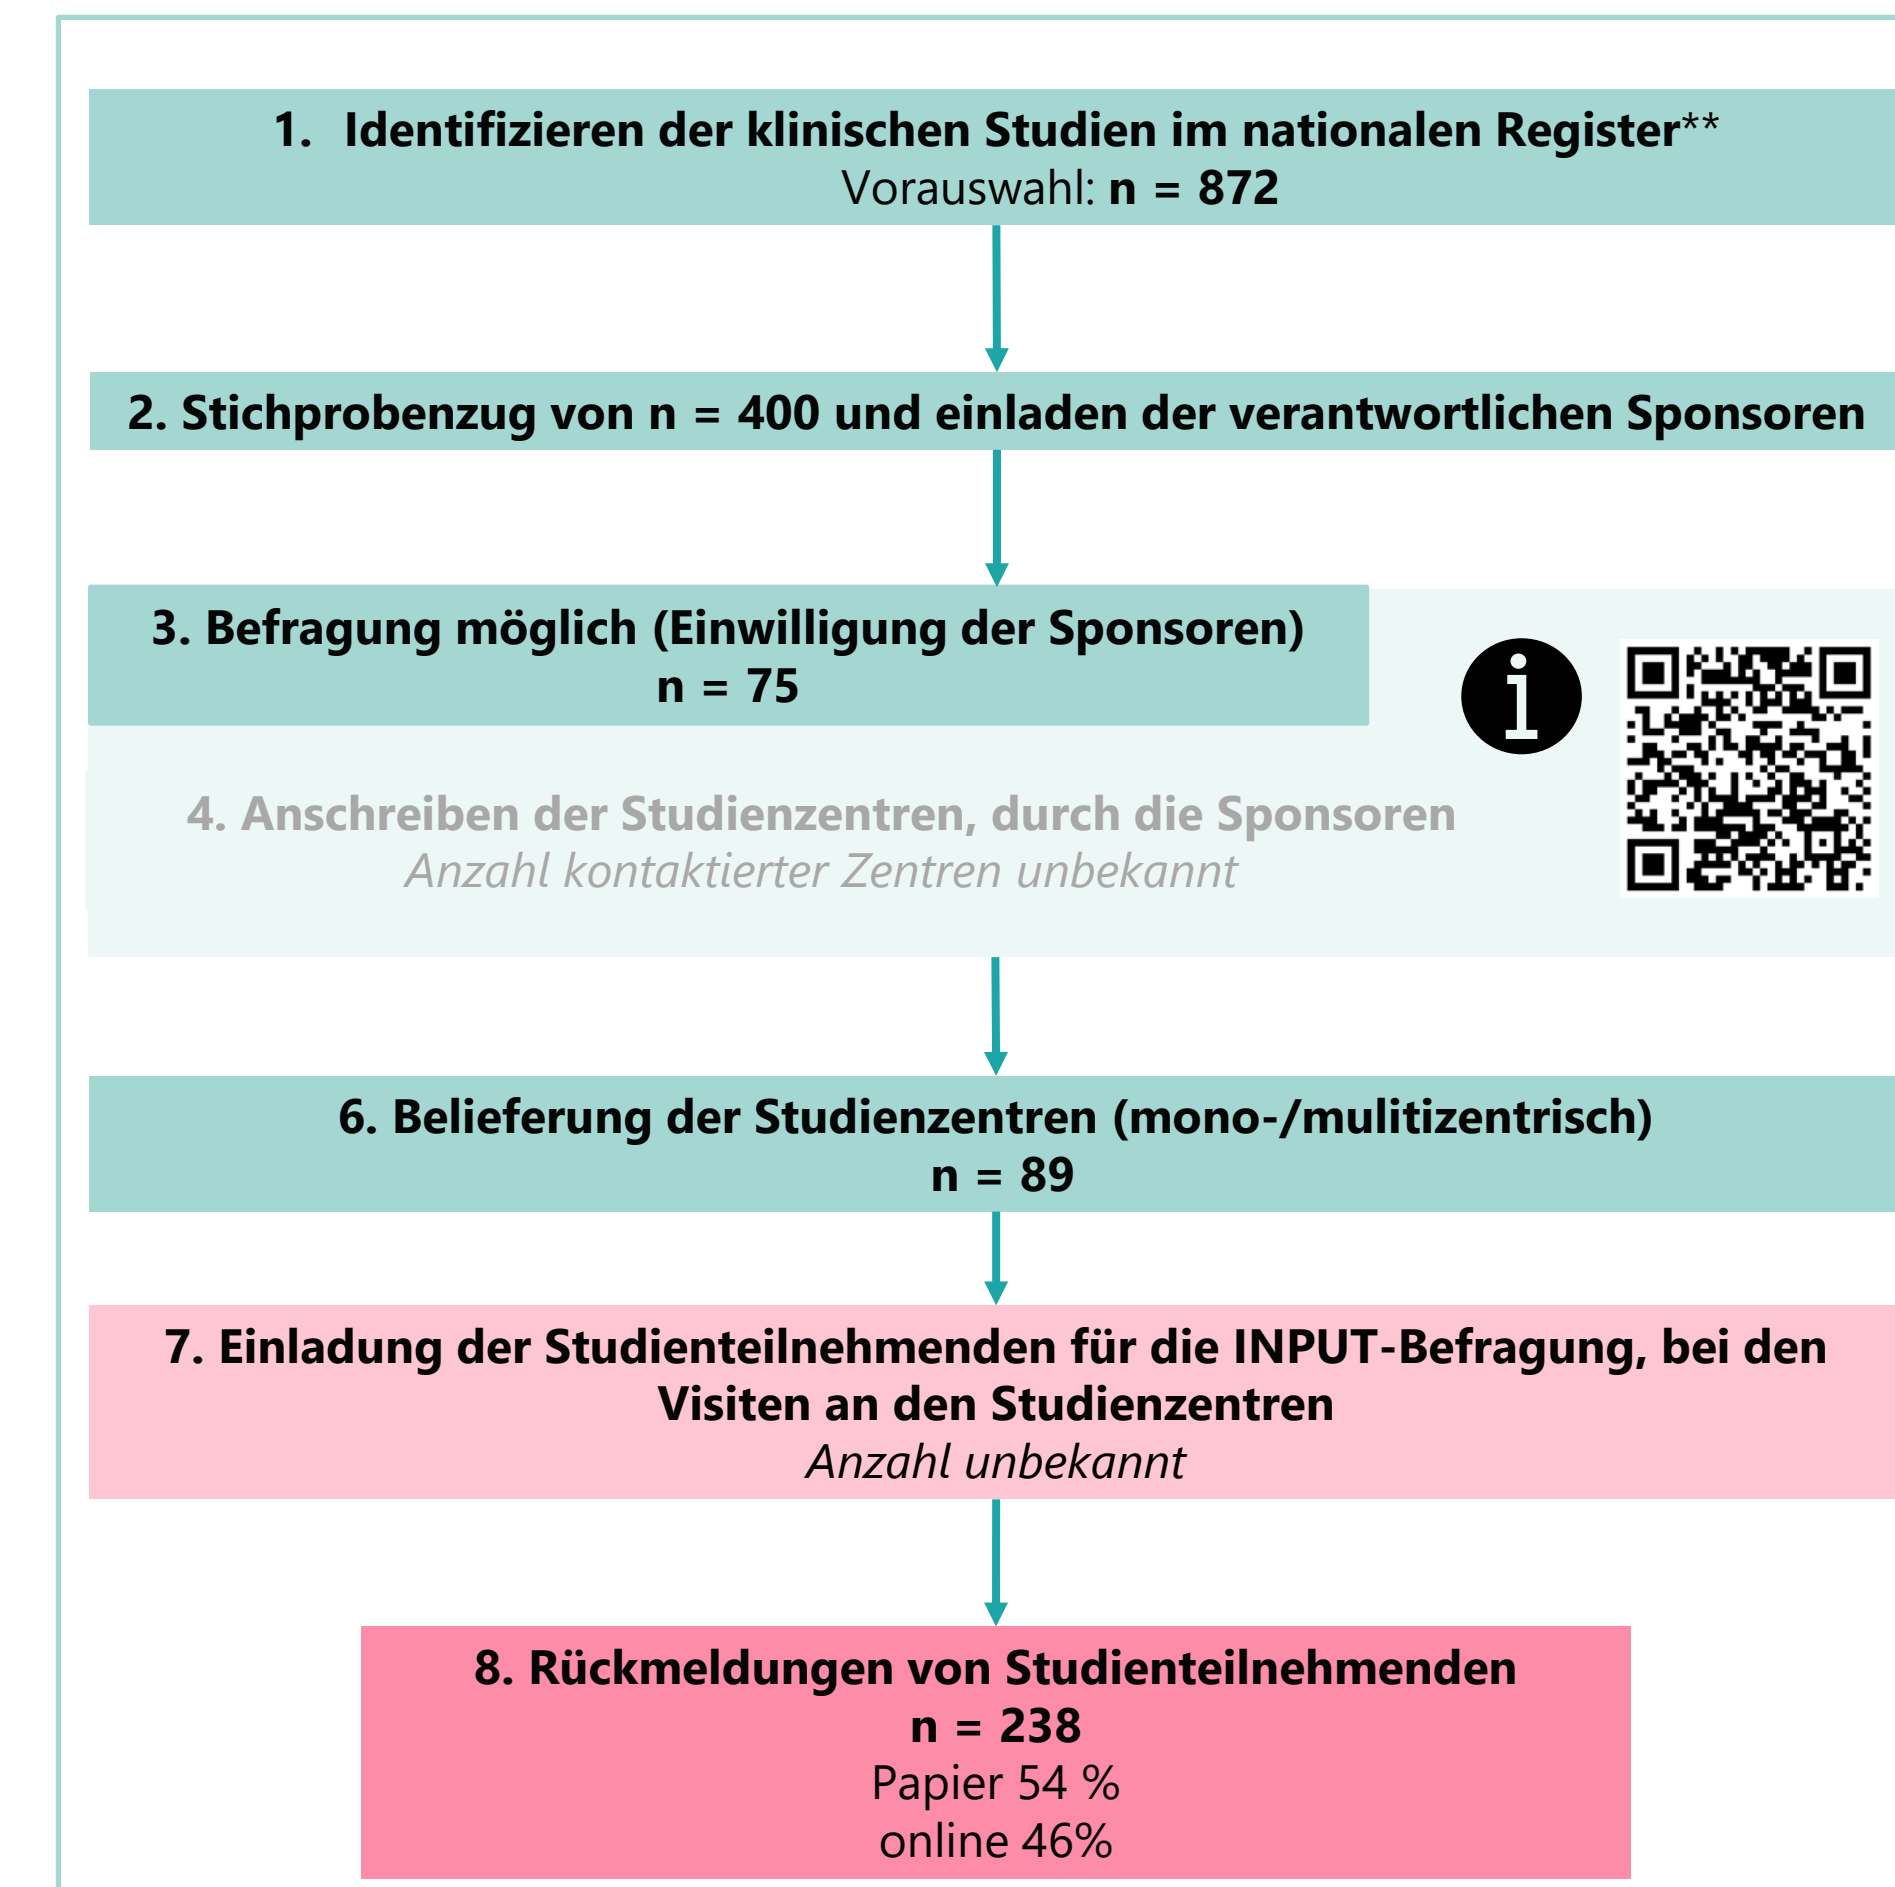 1. Identifizieren der klinischen Studien im nationalen Register**
Vorauswahl: n = 872
2. Stichprobenzug von n = 400 und einladen der verantwortlichen Sponsoren
3. Befragung möglich (Einwilligung der Sponsoren)
n = 75
i
4. Anschreiben der Studienzentren, durch die Sponsoren
Anzahl kontaktierter Zentren unbekannt
6. Belieferung der Studienzentren (mono-/mulitizentrisch)
n = 89
7. Einladung der Studienteilnehmenden für die INPUT-Befragung, bei den
Visiten an den Studienzentren
Anzahl unbekannt
8. Rückmeldungen von Studienteilnehmenden
n = 238
Papier 54 %
online 46%